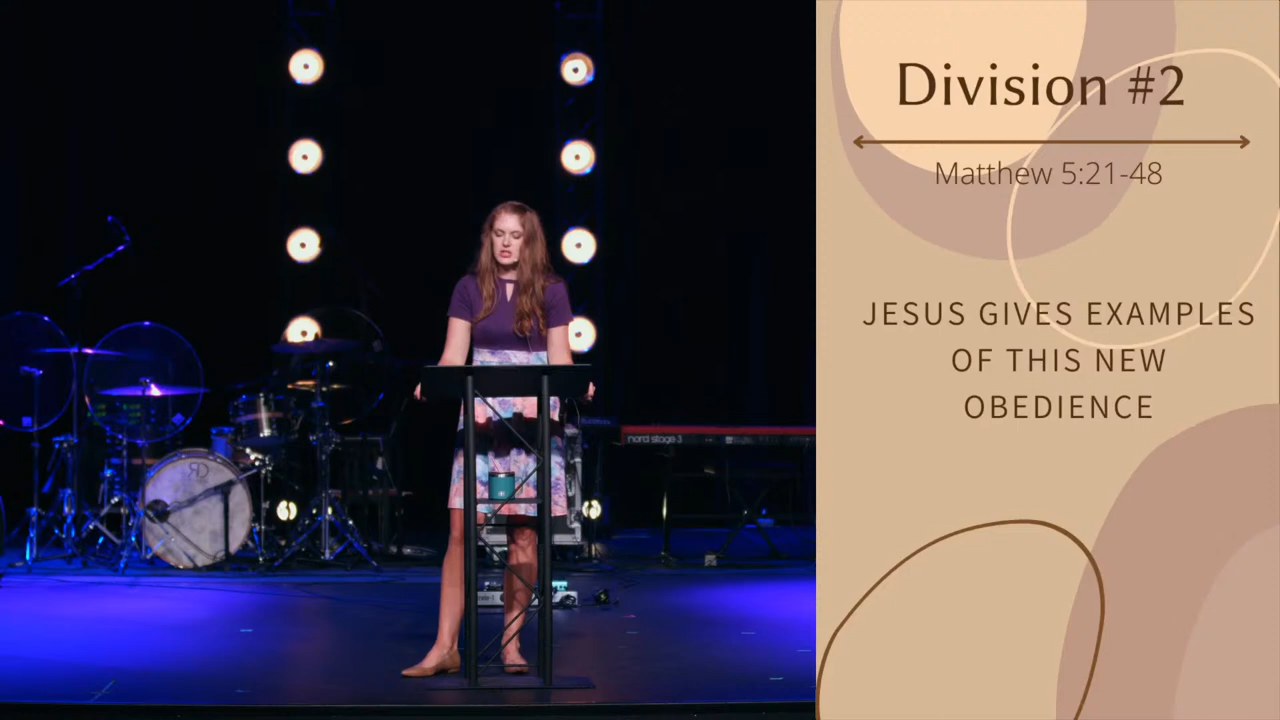 Division #2
Matthew 5:21-48
JESUS GIVES EXAMPLES
OF THIS NEW
OBEDIENCE
nord stage 3